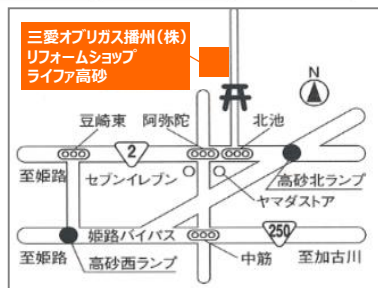 三愛オブリガス播州(株)
リフォームショップ
ライファ高砂
N
豆崎東
阿弥陀
北池
2
至姫路
セブンイレブン
高砂北ランプ
ヤマダストア
姫路バイパス
250
至姫路
高砂西ランプ
中筋
至加古川